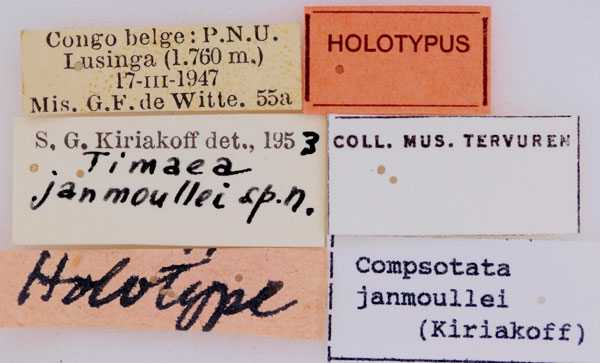 Congo belge: P.N.U.
Lusinga (1.760 m.)
17-III-1947
Mis. G.F. de Witte. 55a
HOLOTYPUS
S. G. Kiriakoff det., 1953
Timaea
janmoullei sp.n.
COLL. MUS. TERVUREN
Holotype
Compsotata
janmoullei
(Kiriakoff)